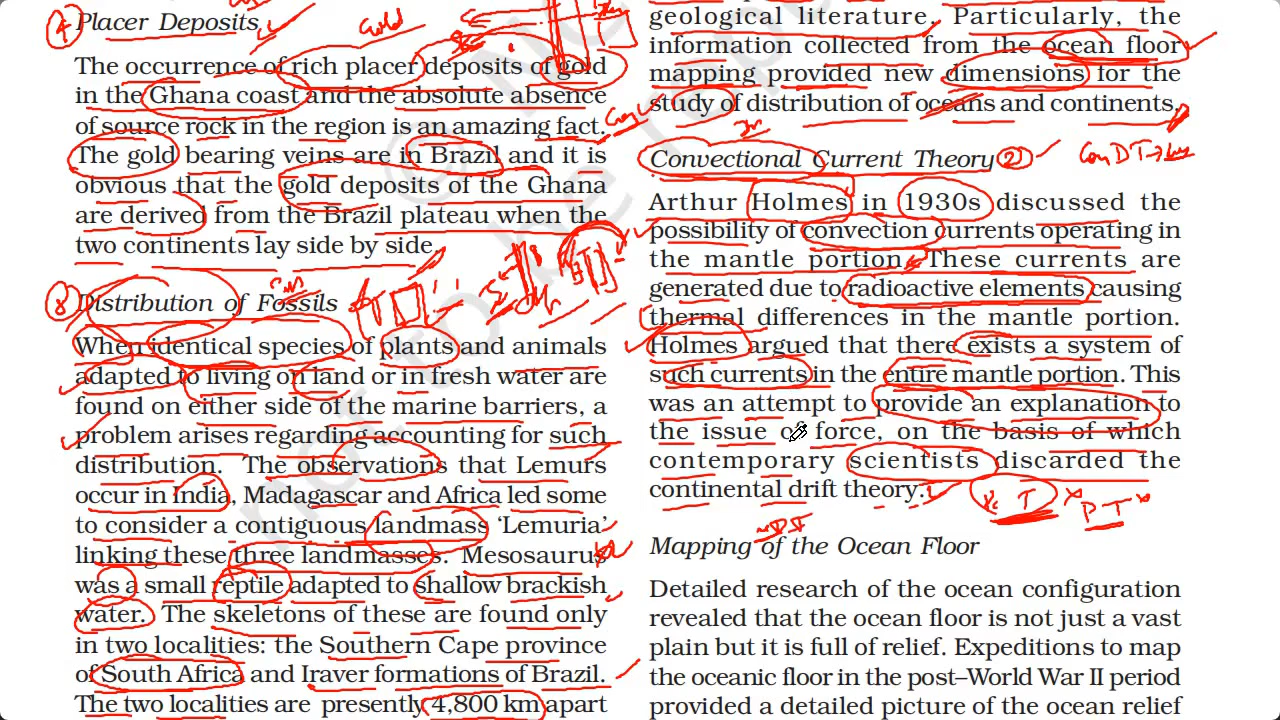 Placer Deposits
The occurrence of rich placer deposits of gold
in the Ghana coast and the absolute absence
of source rock in the region is an amazing fact.
The gold bearing veins are in Brazil and it is
obvious that the gold deposits of the Ghana
are derived from the Brazil plateau when the
two continents lay side by side.
Distribution of Fossils
When identical species of plants and animals
adapted to living on land or in fresh water are
found on either side of the marine barriers, a
problem arises regarding accounting for such
distribution. The observations that Lemurs
occur in India, Madagascar and Africa led some
to consider a contiguous landmass ‘Lemuria’
linking these three landmasses. Mesosaurus
was a small reptile adapted to shallow brackish
water. The skeletons of these are found only
in two localities: the Southern Cape province
of South Africa and Iraver formations of Brazil.
The two localities are presently 4,800 km apart
geological literature. Particularly, the
information collected from the ocean floor
mapping provided new dimensions for the
study of distribution of oceans and continents.
Convectional Current Theory
Arthur Holmes in 1930s discussed the
possibility of convection currents operating in
the mantle portion. These currents are
generated due to radioactive elements causing
thermal differences in the mantle portion.
Holmes argued that there exists a system of
such currents in the entire mantle portion. This
was an attempt to provide an explanation to
the issue of force, on the basis of which
contemporary scientists discarded the
continental drift theory.
Mapping of the Ocean Floor
Detailed research of the ocean configuration
revealed that the ocean floor is not just a vast
plain but it is full of relief. Expeditions to map
the oceanic floor in the post–World War II period
provided a detailed picture of the ocean relief